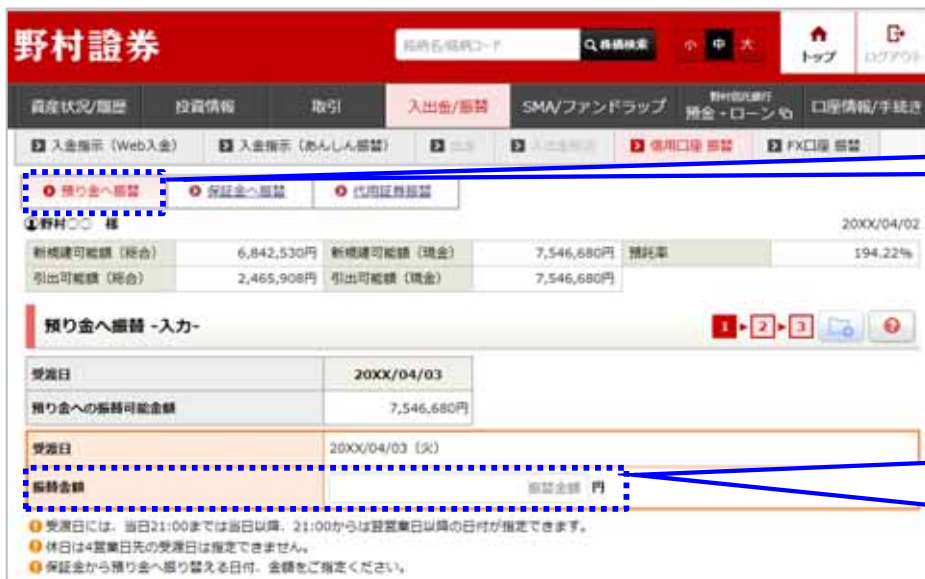 野村證券
銘柄名/銘柄コード 株価検索 小 中 大 トップ ログアウト
資産状況/履歴 投資情報 取引 入出金/振替 SMA/ファンドラップ 野村信託銀行 預金・ローン 口座情報/手続き
入金指示（Web入金） 入金指示（あんしん振替） 出金 信用口座 振替 FX口座 振替
預り金へ振替 保証金へ振替 代用証券振替
野村○○ 様 20XX/04/02
新規建可能額（総合） 6,842,530円 新規建可能額（現金） 7,546,680円 預託率 194.22%
引出可能額（総合） 2,465,908円 引出可能額（現金） 7,546,680円
預り金へ振替 -入力- 1 2 3
受渡日 20XX/04/03
預り金への振替可能金額 7,546,680円
受渡日 20XX/04/03（火）
振替金額 振替金額 円
受渡日には、当日21:00までは当日以降、21:00からは翌営業日以降の日付が指定できます。
休日は4営業日先の受渡日は指定できません。
保証金から預り金へ振り替える日付、金額をご指定ください。